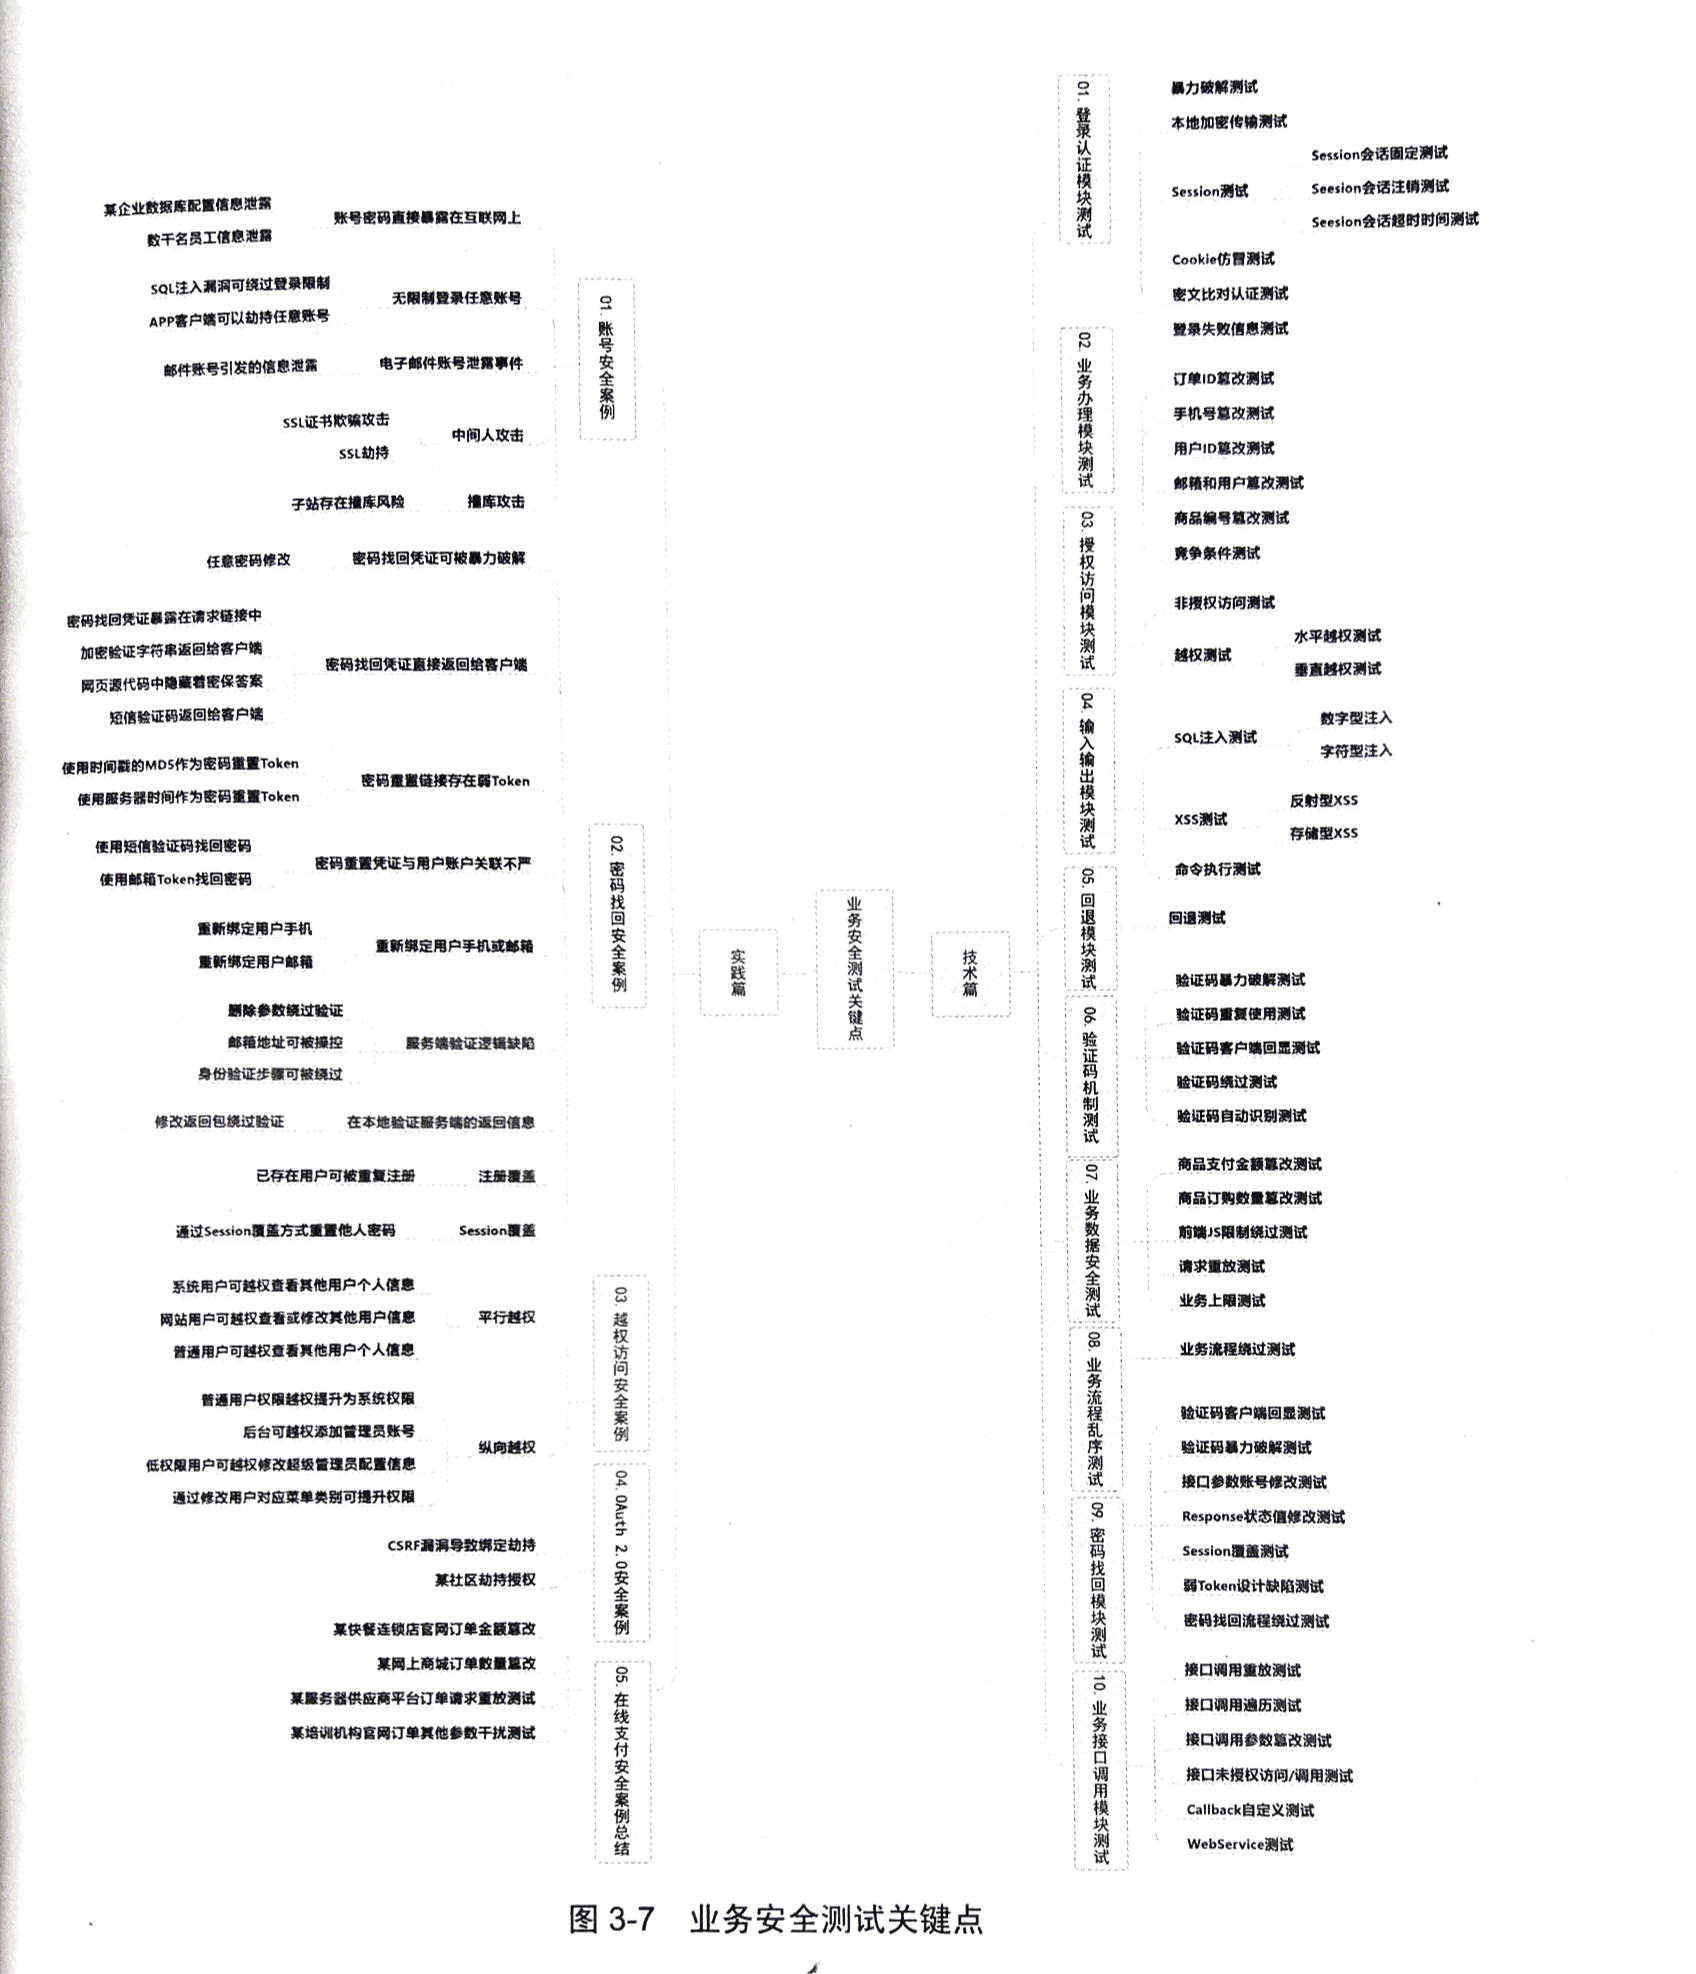 业务安全测试关键点
实践篇
01. 账号安全案例
账号密码直接暴露在互联网上
某企业数据库配置信息泄露
数千名员工信息泄露
无限制登录任意账号
SQL注入漏洞可绕过登录限制
APP客户端可以劫持任意账号
电子邮件账号泄露事件
邮件账号引发的信息泄露
中间人攻击
SSL证书欺骗攻击
SSL劫持
撞库攻击
子站存在撞库风险
02. 密码找回安全案例
密码找回凭证可被暴力破解
任意密码修改
密码找回凭证直接返回给客户端
密码找回凭证暴露在请求链接中
加密验证字符串返回给客户端
网页源代码中隐藏着密保答案
短信验证码返回给客户端
密码重置链接存在弱Token
使用时间戳的MD5作为密码重置Token
使用服务器时间作为密码重置Token
密码重置凭证与用户账户关联不严
使用短信验证码找回密码
使用邮箱Token找回密码
重新绑定用户手机或邮箱
重新绑定用户手机
重新绑定用户邮箱
服务端验证逻辑缺陷
删除参数绕过验证
邮箱地址可被操控
身份验证步骤可被绕过
在本地验证服务端的返回信息
修改返回包绕过验证
注册覆盖
已存在用户可被重复注册
Session覆盖
通过Session覆盖方式重置他人密码
03. 越权访问安全案例
平行越权
系统用户可越权查看其他用户个人信息
网站用户可越权查看或修改其他用户信息
普通用户可越权查看其他用户个人信息
纵向越权
普通用户权限越权提升为系统权限
后台可越权添加管理员账号
低权限用户可越权修改超级管理员配置信息
通过修改用户对应菜单类别可提升权限
04. OAuth 2.0安全案例
CSRF漏洞导致绑定劫持
某社区劫持授权
05. 在线支付安全案例总结
某快餐连锁店官网订单金额篡改
某网上商城订单数量篡改
某服务器供应商平台订单请求重放测试
某培训机构官网订单其他参数干扰测试
技术篇
01. 登录认证模块测试
暴力破解测试
本地加密传输测试
Session测试
Session会话固定测试
Seesion会话注销测试
Seesion会话超时时间测试
Cookie仿冒测试
密文比对认证测试
登录失败信息测试
02 业务办理模块测试
订单ID篡改测试
手机号篡改测试
用户ID篡改测试
邮箱和用户篡改测试
商品编号篡改测试
竞争条件测试
03. 授权访问模块测试
非授权访问测试
越权测试
水平越权测试
垂直越权测试
04. 输入输出模块测试
SQL注入测试
数字型注入
字符型注入
XSS测试
反射型XSS
存储型XSS
命令执行测试
05. 回退模块测试
回退测试
06. 验证码机制测试
验证码暴力破解测试
验证码重复使用测试
验证码客户端回显测试
验证码绕过测试
验证码自动识别测试
07. 业务数据安全测试
商品支付金额篡改测试
商品订购数量篡改测试
前端JS限制绕过测试
请求重放测试
业务上限测试
08. 业务流程乱序测试
业务流程绕过测试
09. 密码找回模块测试
验证码客户端回显测试
验证码暴力破解测试
接口参数账号修改测试
Response状态值修改测试
Session覆盖测试
弱Token设计缺陷测试
密码找回流程绕过测试
10. 业务接口调用模块测试
接口调用重放测试
接口调用遍历测试
接口调用参数篡改测试
接口未授权访问/调用测试
Callback自定义测试
WebService测试
图 3-7 业务安全测试关键点